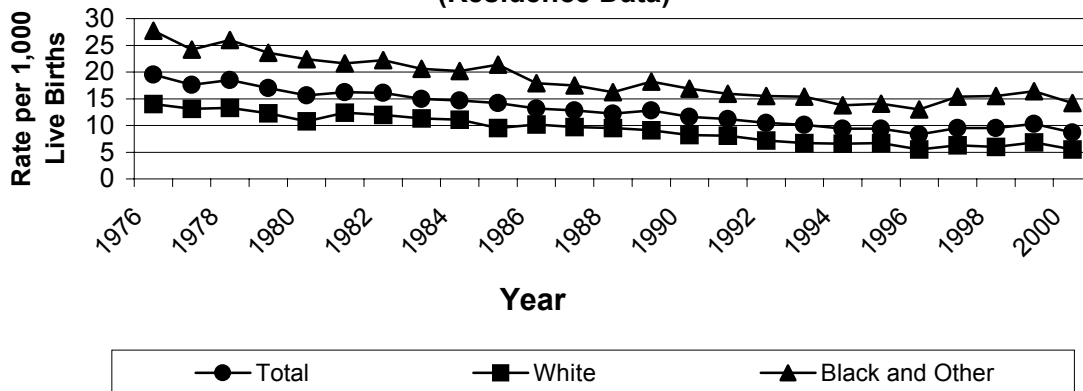 (Residence Data)
Rate per 1,000
Live Births
30
25
20
15
10
5
0
1976
1978
1980
1982
1984
1986
1988
1990
1992
1994
1996
1998
2000
Year
Total
White
Black and Other